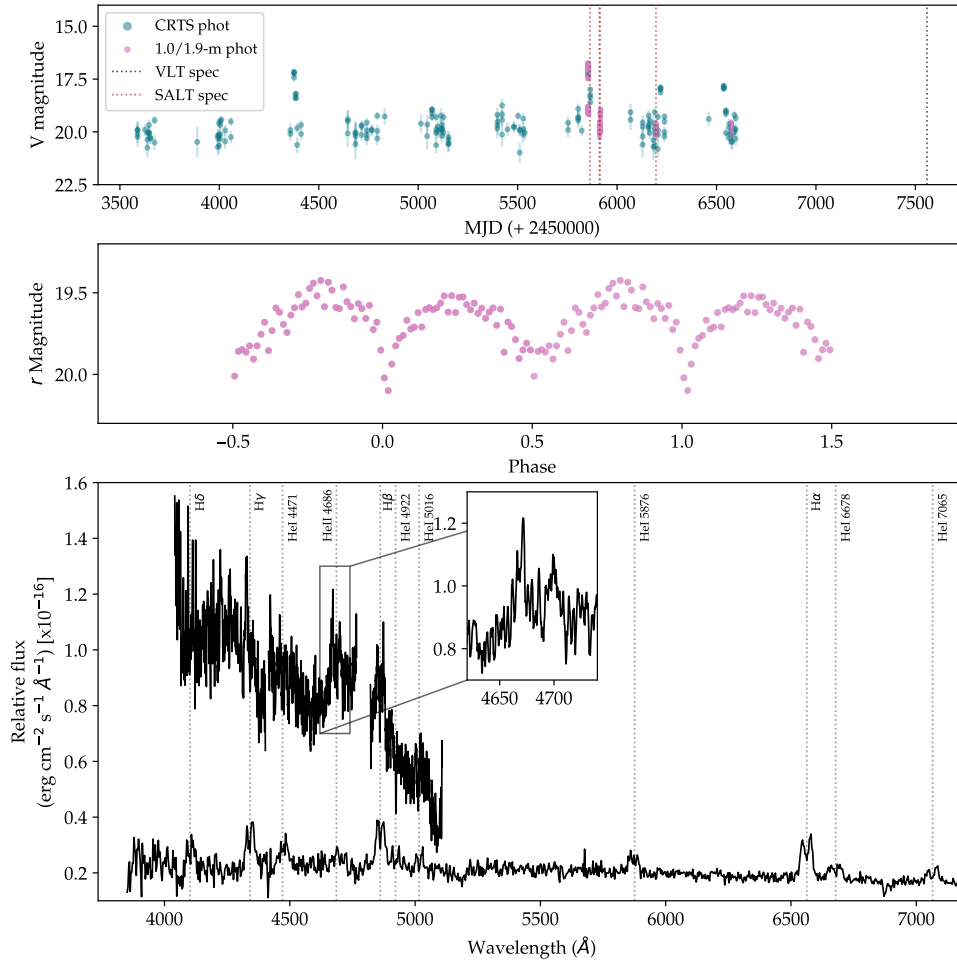 15.0
17.5
20.0
22.5
V magnitude
CRTS phot
1.0/1.9-m phot
VLT spec
SALT spec
3500 4000 4500 5000 5500 6000 6500 7000 7500
MJD (+ 2450000)
19.5
20.0
r Magnitude
−0.5 0.0 0.5 1.0 1.5
Phase
1.6
1.4
1.2
1.0
0.8
0.6
0.4
0.2
Relative flux
(erg cm⁻² s⁻¹ Å⁻¹) [x10⁻¹⁶]
Hδ
Hγ
HeI 4471
HeII 4686
Hβ
HeI 4922
HeI 5016
HeI 5876
Hα
HeI 6678
HeI 7065
1.2
1.0
0.8
4650 4700
4000 4500 5000 5500 6000 6500 7000
Wavelength (Å)